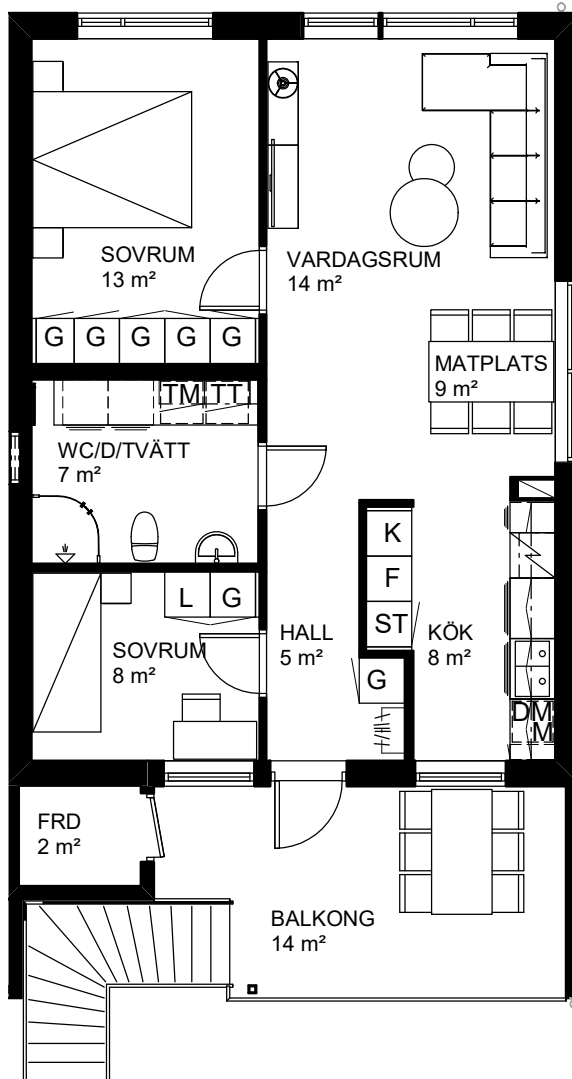 SOVRUM
13 m²
VARDAGSRUM
14 m²
G G G G G
MATPLATS
9 m²
TM TT
WC/D/TVÄTT
7 m²
K
F
ST
L G
SOVRUM
8 m²
HALL
5 m²
KÖK
8 m²
G
DM
M
FRD
2 m²
BALKONG
14 m²